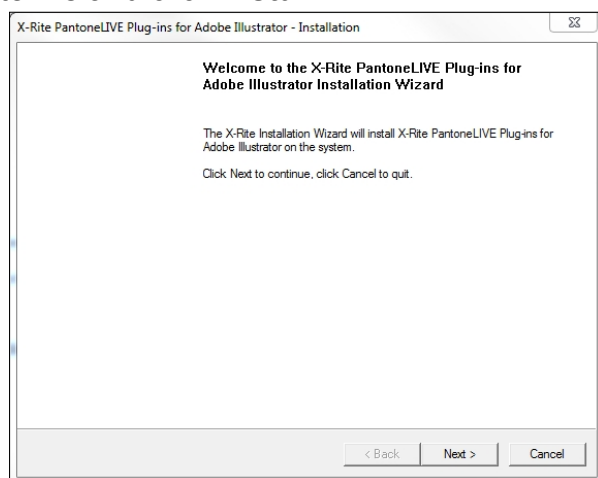 X-Rite PantoneLIVE Plug-ins for Adobe Illustrator - Installation
Welcome to the X-Rite PantoneLIVE Plug-ins for
Adobe Illustrator Installation Wizard
The X-Rite Installation Wizard will install X-Rite PantoneLIVE Plug-ins for
Adobe Illustrator on the system.
Click Next to continue, click Cancel to quit.
< Back
Next >
Cancel